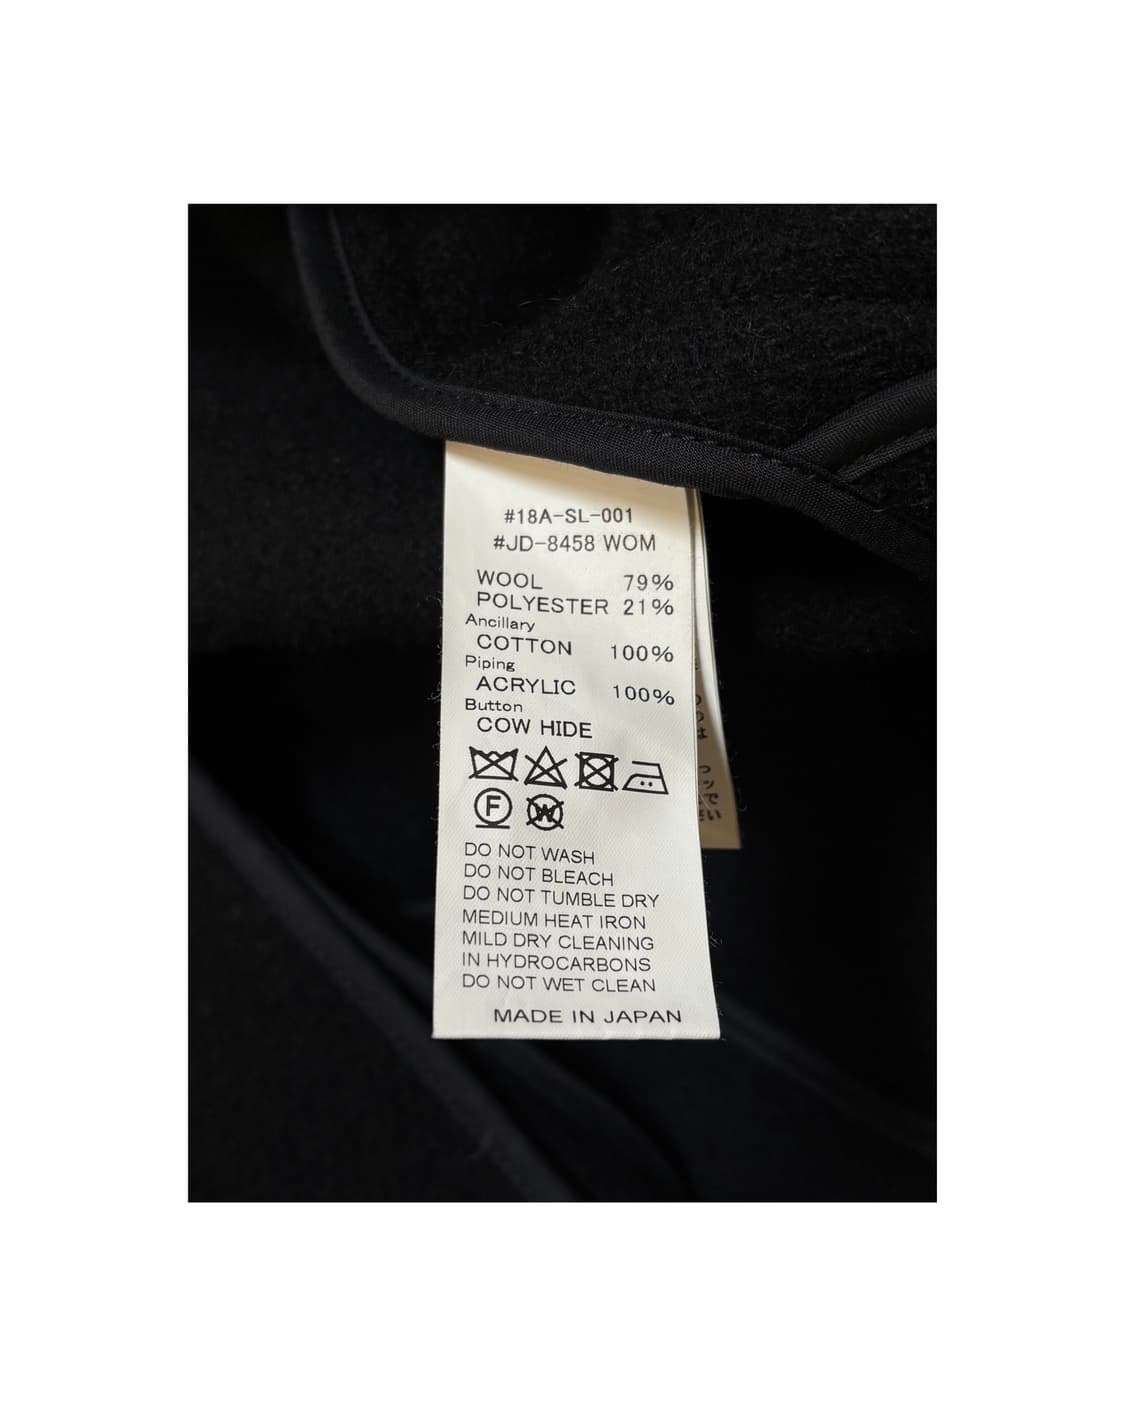 #18A-SL-001
#JD-8458 WOM
WOOL 79%
POLYESTER 21%
Ancillary
COTTON 100%
Piping
ACRYLIC 100%
Button
COW HIDE
F
W
DO NOT WASH
DO NOT BLEACH
DO NOT TUMBLE DRY
MEDIUM HEAT IRON
MILD DRY CLEANING
IN HYDROCARBONS
DO NOT WET CLEAN
MADE IN JAPAN